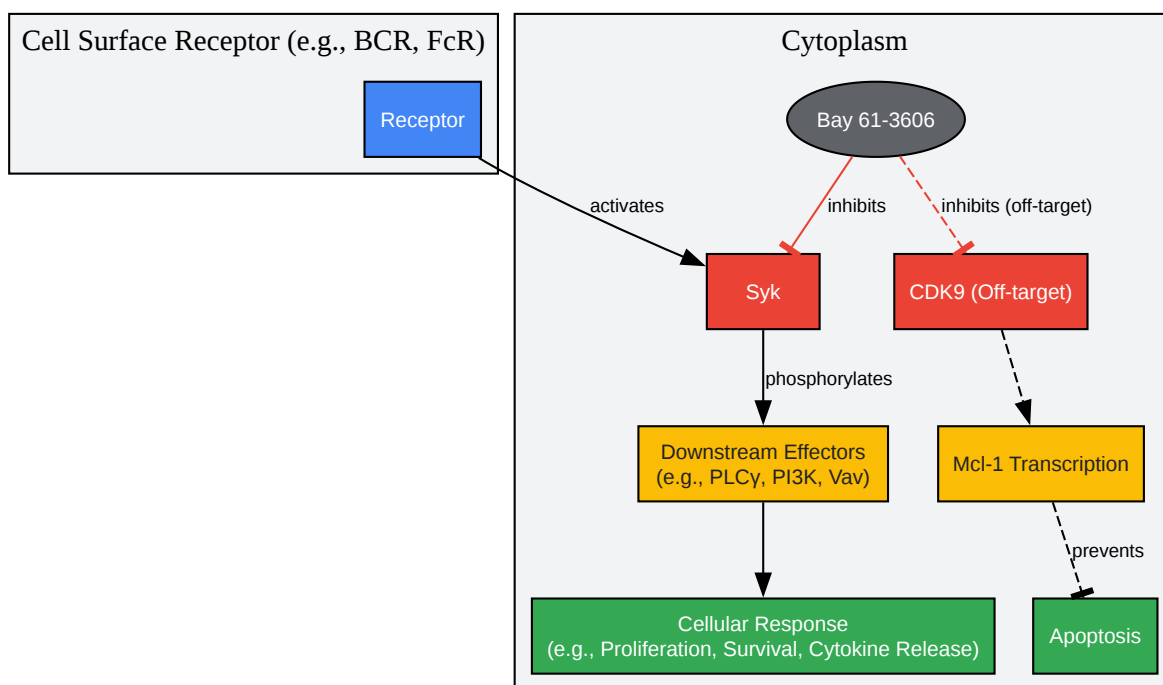 Cell Surface Receptor (e.g., BCR, FcR)
Receptor
Cytoplasm
Bay 61-3606
activates
inhibits
inhibits (off-target)
Syk
CDK9 (Off-target)
phosphorylates
Downstream Effectors
(e.g., PLCγ, PI3K, Vav)
Mcl-1 Transcription
prevents
Cellular Response
(e.g., Proliferation, Survival, Cytokine Release)
Apoptosis